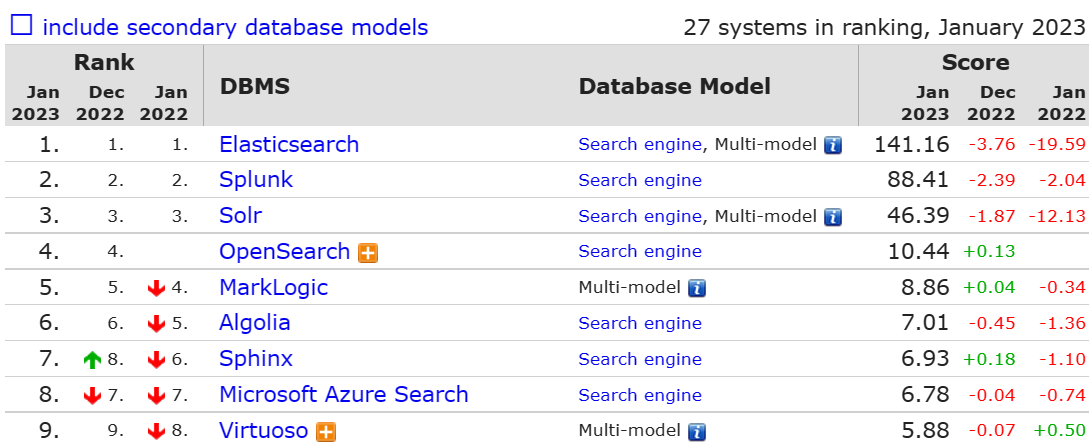 include secondary database models 27 systems in ranking, January 2023
Rank DBMS Database Model Score
Jan 2023 Dec 2022 Jan 2022 Jan 2023 Dec 2022 Jan 2022
1. 1. 1. Elasticsearch Search engine, Multi-model i 141.16 -3.76 -19.59
2. 2. 2. Splunk Search engine 88.41 -2.39 -2.04
3. 3. 3. Solr Search engine, Multi-model i 46.39 -1.87 -12.13
4. 4. OpenSearch + Search engine 10.44 +0.13
5. 5. 4. MarkLogic Multi-model i 8.86 +0.04 -0.34
6. 6. 5. Algolia Search engine 7.01 -0.45 -1.36
7. 8. 6. Sphinx Search engine 6.93 +0.18 -1.10
8. 7. 7. Microsoft Azure Search Search engine 6.78 -0.04 -0.74
9. 9. 8. Virtuoso + Multi-model i 5.88 -0.07 +0.50